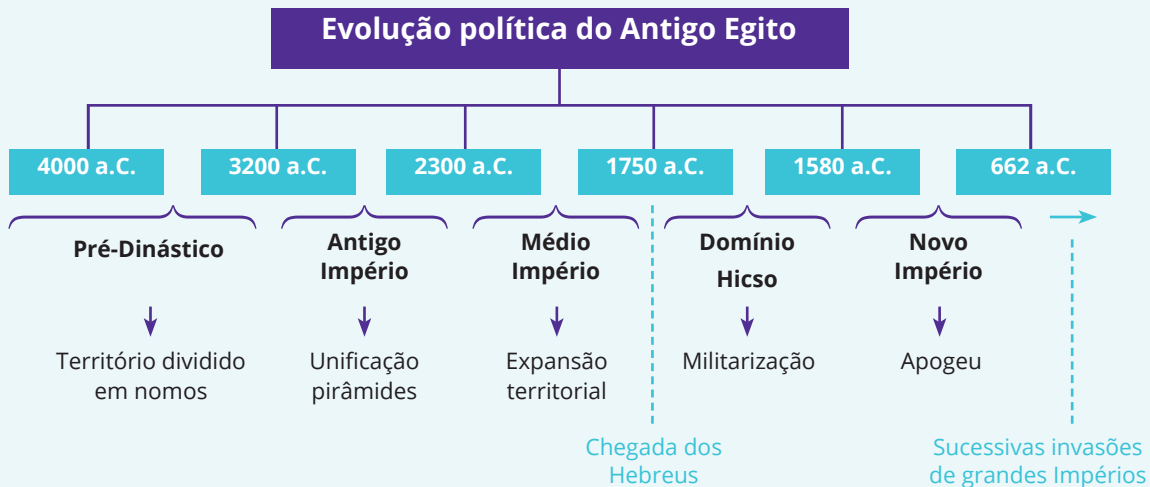 Evolução política do Antigo Egito
4000 a.C.
3200 a.C.
2300 a.C.
1750 a.C.
1580 a.C.
662 a.C.
Pré-Dinástico
Antigo
Império
Médio
Império
Domínio
Hicso
Novo
Império
Território dividido
em nomos
Unificação
pirâmides
Expansão
territorial
Militarização
Apogeu
Chegada dos
Hebreus
Sucessivas invasões
de grandes Impérios